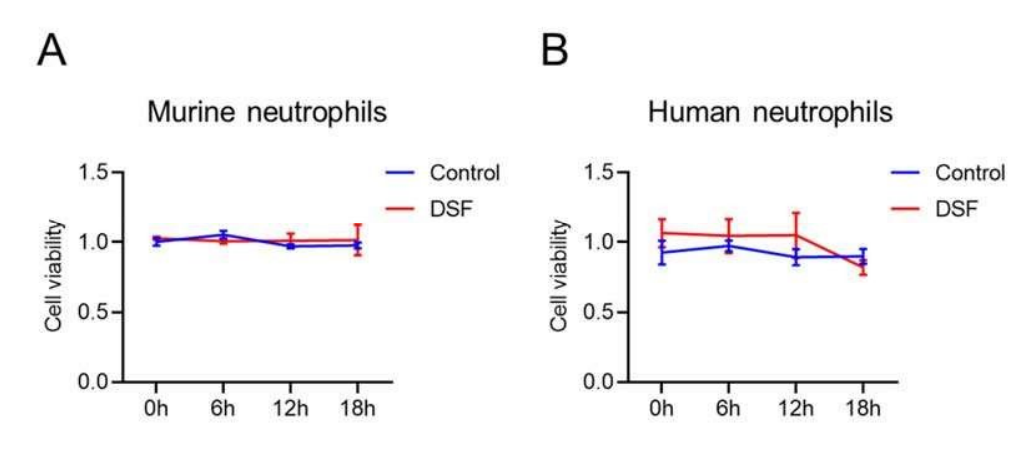 A
Murine neutrophils
1.5
1.0
0.5
0.0
Cell viability
0h 6h 12h 18h
Control
DSF
B
Human neutrophils
1.5
1.0
0.5
0.0
Cell viability
0h 6h 12h 18h
Control
DSF